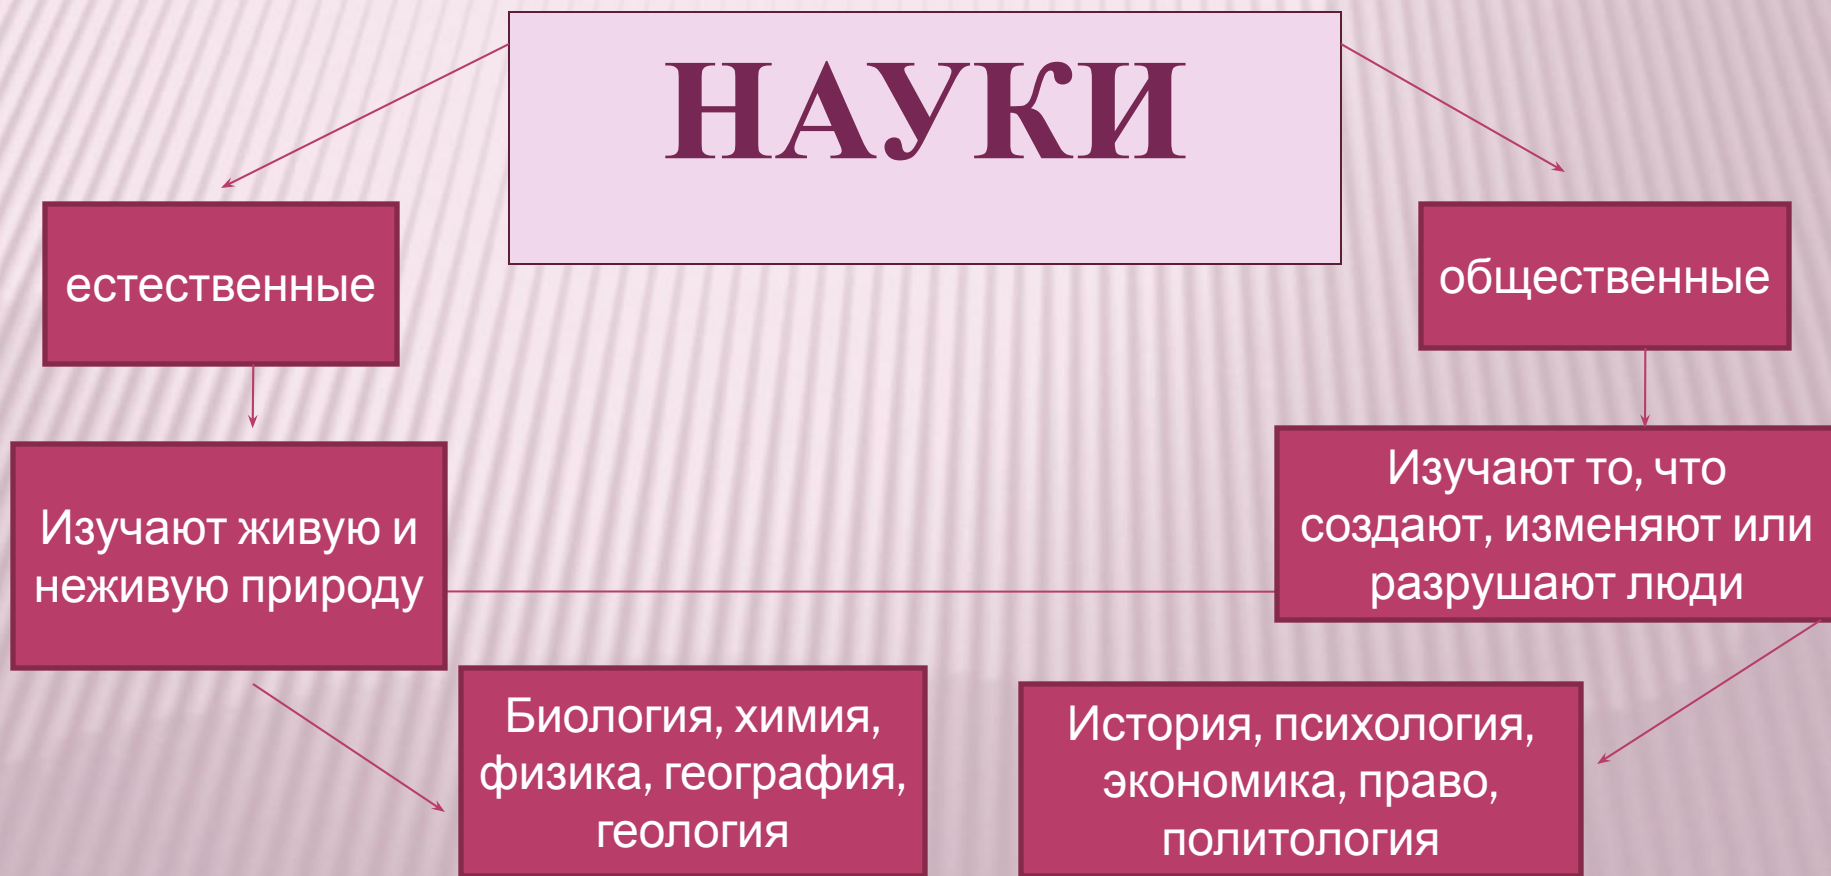 НАУКИ
естественные
общественные
Изучают живую и
неживую природу
Изучают то, что
создают, изменяют или
разрушают люди
Биология, химия,
физика, география,
геология
История, психология,
экономика, право,
политология